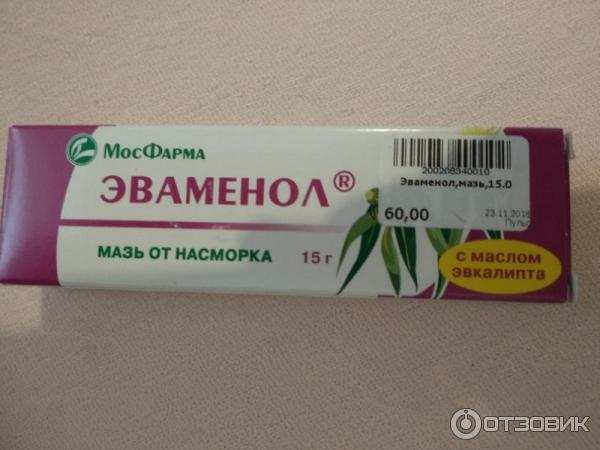 МосФарма
ЭВАМЕНОЛ®
МАЗЬ ОТ НАСМОРКА 15 г
200208340010
Эваменол,мазь,15.0
60,00
23.11.2016
Пульс
с маслом
эвкалипта
ОТЗОВИК